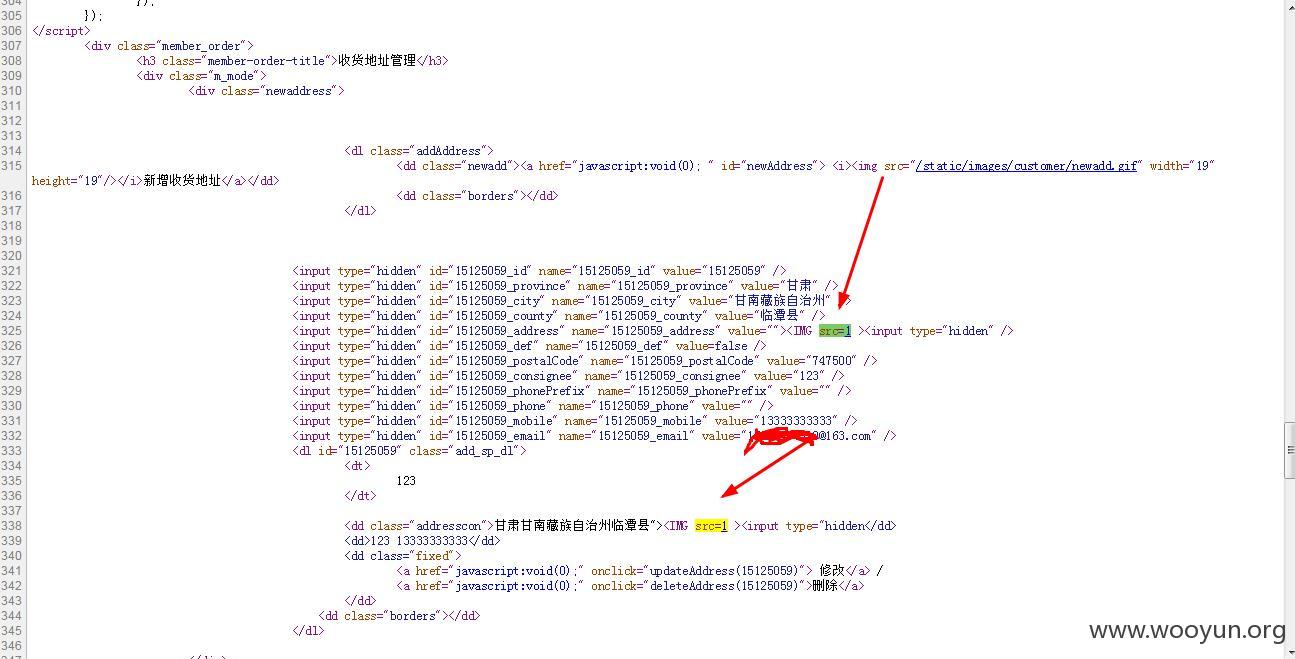 304 });
305 });
306 </script>
307 <div class="member_order">
308 <h3 class="member-order-title">收货地址管理</h3>
309 <div class="m_mode">
310 <div class="newaddress">
311
312
313
314 <dl class="addAddress">
315 <dd class="newadd"><a href="javascript:void(0); " id="newAddress"> <i><img src="/static/images/customer/newadd.gif" width="19"
height="19"/></i>新增收货地址</a></dd>
316 <dd class="borders"></dd>
317 </dl>
318
319
320
321 <input type="hidden" id="15125059_id" name="15125059_id" value="15125059" />
322 <input type="hidden" id="15125059_province" name="15125059_province" value="甘肃" />
323 <input type="hidden" id="15125059_city" name="15125059_city" value="甘南藏族自治州" />
324 <input type="hidden" id="15125059_county" name="15125059_county" value="临潭县" />
325 <input type="hidden" id="15125059_address" name="15125059_address" value=""><IMG src=1 ><input type="hidden" />
326 <input type="hidden" id="15125059_def" name="15125059_def" value=false />
327 <input type="hidden" id="15125059_postalCode" name="15125059_postalCode" value="747500" />
328 <input type="hidden" id="15125059_consignee" name="15125059_consignee" value="123" />
329 <input type="hidden" id="15125059_phonePrefix" name="15125059_phonePrefix" value="" />
330 <input type="hidden" id="15125059_phone" name="15125059_phone" value="" />
331 <input type="hidden" id="15125059_mobile" name="15125059_mobile" value="13333333333" />
332 <input type="hidden" id="15125059_email" name="15125059_email" value="@163.com" />
333 <dl id="15125059" class="add_sp_dl">
334 <dt>
335 123
336 </dt>
337
338 <dd class="addresscon">甘肃甘南藏族自治州临潭县"><IMG src=1 ><input type="hidden</dd>
339 <dd>123 13333333333</dd>
340 <dd class="fixed">
341 <a href="javascript:void(0);" onclick="updateAddress(15125059)"> 修改</a> /
342 <a href="javascript:void(0);" onclick="deleteAddress(15125059)">删除</a>
343 </dd>
344 <dd class="borders"></dd>
345 </dl>
346
www.wooyun.org